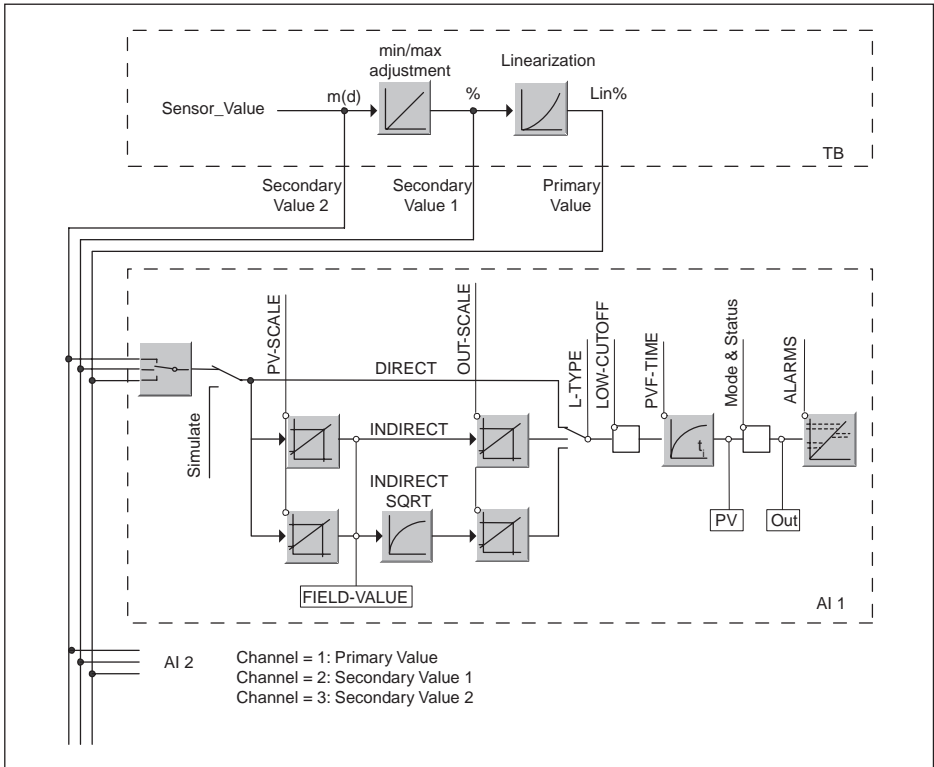 min/max
adjustment
Linearization
Sensor_Value
m(d)
%
Lin%
TB
Secondary
Value 2
Secondary
Value 1
Primary
Value
PV-SCALE
OUT-SCALE
L-TYPE
LOW-CUTOFF
PVF-TIME
Mode & Status
ALARMS
DIRECT
Simulate
INDIRECT
INDIRECT
SQRT
ti
PV
Out
FIELD-VALUE
AI 1
AI 2
Channel = 1: Primary Value
Channel = 2: Secondary Value 1
Channel = 3: Secondary Value 2